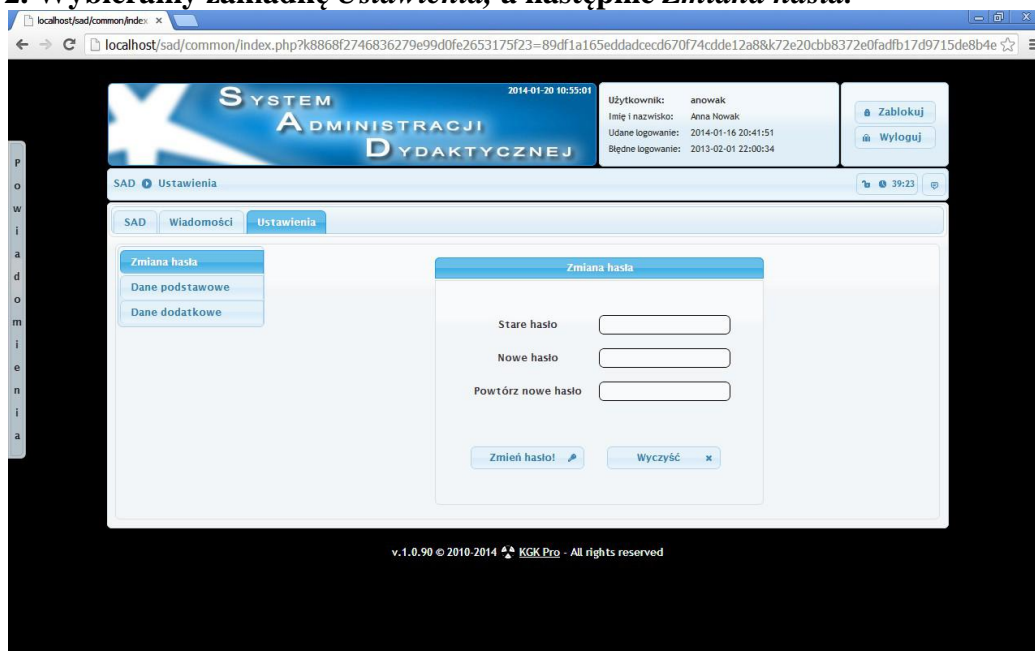 2. Wybieramy zakładkę Ustawienia, a następnie Zmiana hasła.
localhost/sad/common/index
localhost/sad/common/index.php?k8868f2746836279e99d0fe2653175f23=89df1a165eddadcecd670f74cdde12a8&k72e20cbb8372e0fadfb17d9715de8b4e
SYSTEM
ADMINISTRACJI
DYDAKTYCZNEJ
2014-01-20 10:55:01
Użytkownik: anowak
Imię i nazwisko: Anna Nowak
Udane logowanie: 2014-01-16 20:41:51
Błędne logowanie: 2013-02-01 22:00:34
Zablokuj
Wyloguj
Powiadomienia
SAD Ustawienia
39:23
SAD Wiadomości Ustawienia
Zmiana hasła
Dane podstawowe
Dane dodatkowe
Zmiana hasła
Stare hasło
Nowe hasło
Powtórz nowe hasło
Zmień hasło! Wyczyść
v.1.0.90 © 2010-2014 KGK Pro - All rights reserved